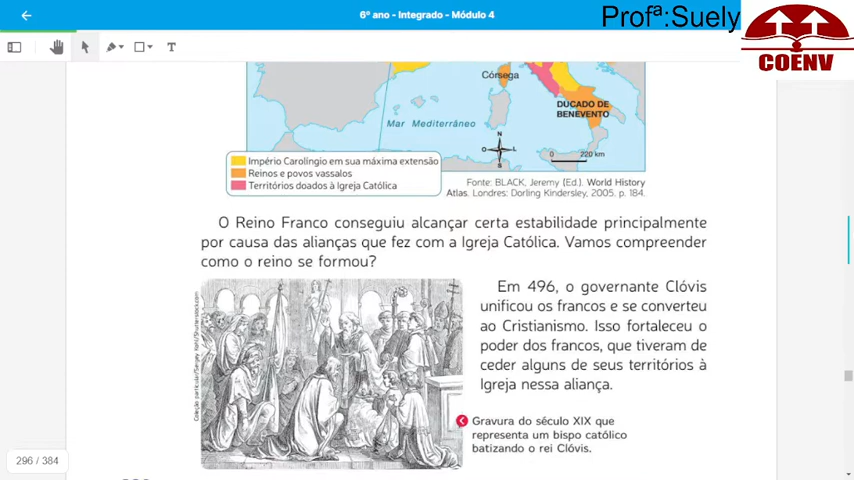 6º ano - Integrado - Módulo 4
Profª:Suely
COENV
T
Córsega
DUCADO DE
BENEVENTO
Mar Mediterrâneo
N
O L
S
0 220 km
Império Carolíngio em sua máxima extensão
Reinos e povos vassalos
Territórios doados à Igreja Católica
Fonte: BLACK, Jeremy (Ed.). World History
Atlas. Londres: Dorling Kindersley, 2005. p. 184.
O Reino Franco conseguiu alcançar certa estabilidade principalmente
por causa das alianças que fez com a Igreja Católica. Vamos compreender
como o reino se formou?
Em 496, o governante Clóvis
unificou os francos e se converteu
ao Cristianismo. Isso fortaleceu o
poder dos francos, que tiveram de
ceder alguns de seus territórios à
Igreja nessa aliança.
Gravura do século XIX que
representa um bispo católico
batizando o rei Clóvis.
296 / 384